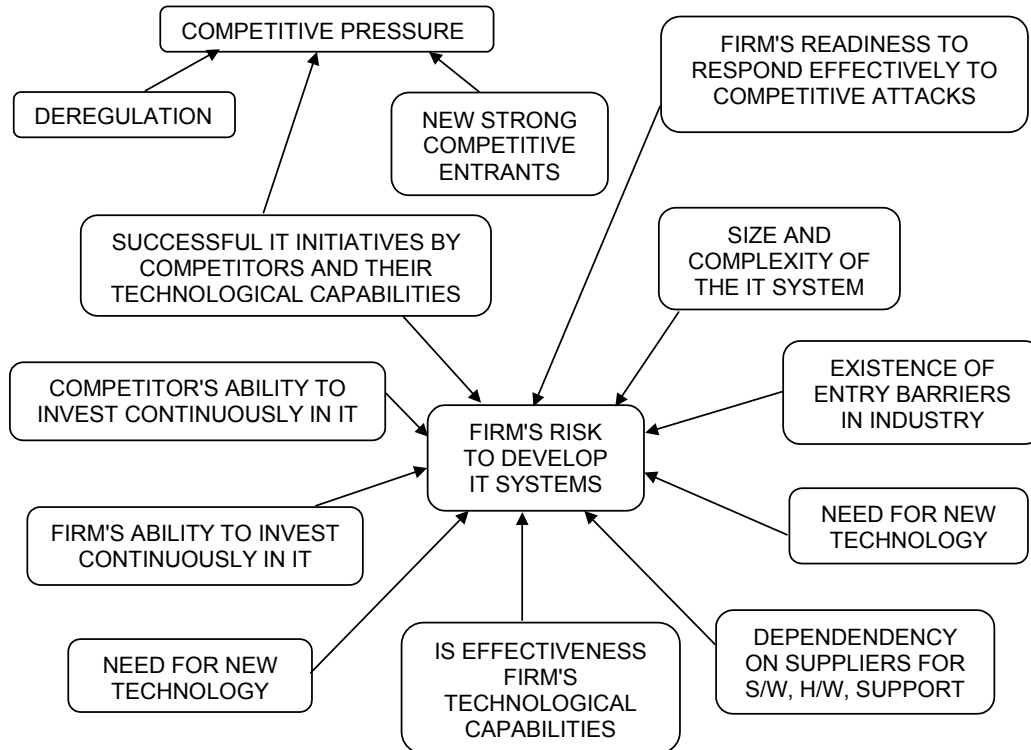 COMPETITIVE PRESSURE
FIRM'S READINESS TO
RESPOND EFFECTIVELY TO
COMPETITIVE ATTACKS
DEREGULATION
NEW STRONG
COMPETITIVE
ENTRANTS
SUCCESSFUL IT INITIATIVES BY
COMPETITORS AND THEIR
TECHNOLOGICAL CAPABILITIES
SIZE AND
COMPLEXITY OF
THE IT SYSTEM
COMPETITOR'S ABILITY TO
INVEST CONTINUOUSLY IN IT
EXISTENCE OF
ENTRY BARRIERS
IN INDUSTRY
FIRM'S RISK
TO DEVELOP
IT SYSTEMS
FIRM'S ABILITY TO INVEST
CONTINUOUSLY IN IT
NEED FOR NEW
TECHNOLOGY
NEED FOR NEW
TECHNOLOGY
IS EFFECTIVENESS
FIRM'S
TECHNOLOGICAL
CAPABILITIES
DEPENDENDENCY
ON SUPPLIERS FOR
S/W, H/W, SUPPORT